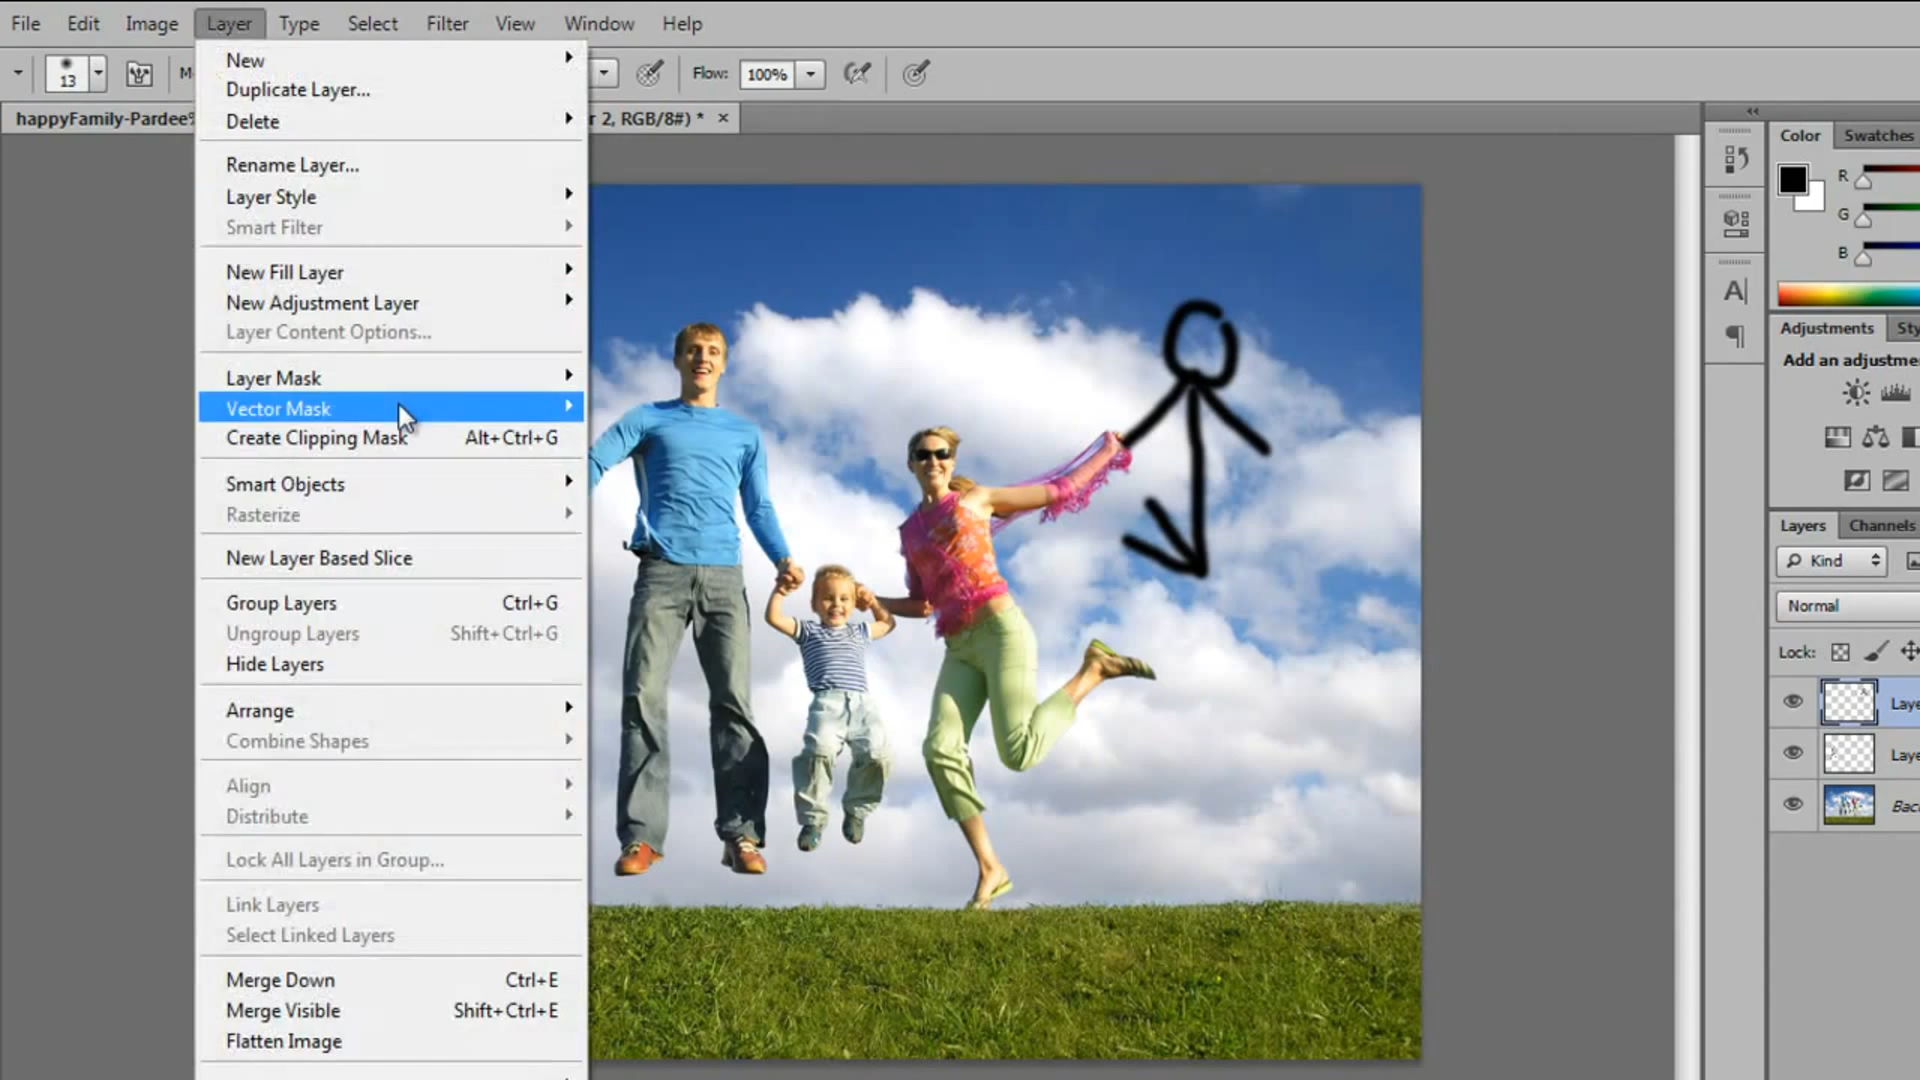 File Edit Image Layer Type Select Filter View Window Help
13 Flow: 100%
happyFamily-Pardee r 2, RGB/8#) * ×
New
Duplicate Layer...
Delete
Rename Layer...
Layer Style
Smart Filter
New Fill Layer
New Adjustment Layer
Layer Content Options...
Layer Mask
Vector Mask
Create Clipping Mask Alt+Ctrl+G
Smart Objects
Rasterize
New Layer Based Slice
Group Layers Ctrl+G
Ungroup Layers Shift+Ctrl+G
Hide Layers
Arrange
Combine Shapes
Align
Distribute
Lock All Layers in Group...
Link Layers
Select Linked Layers
Merge Down Ctrl+E
Merge Visible Shift+Ctrl+E
Flatten Image
Color Swatches
R
G
B
Adjustments Sty
Add an adjustme
Layers Channels
Kind
Normal
Lock:
Laye
Laye
Bac